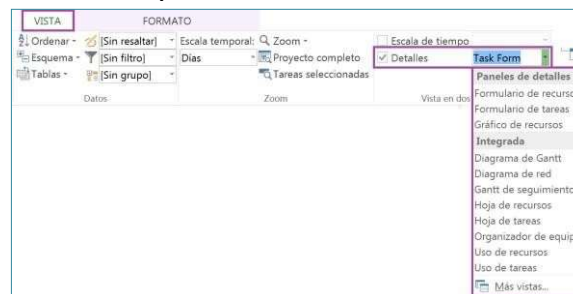 VISTA FORMATO
Ordenar [Sin resaltar] Escala temporal: Zoom Escala de tiempo
Esquema [Sin filtro] Días Proyecto completo Detalles Task Form
Tablas [Sin grupo] Tareas seleccionadas
Datos Zoom Vista en dos
Paneles de detalles
Formulario de recurso
Formulario de tareas
Gráfico de recursos
Integrada
Diagrama de Gantt
Diagrama de red
Gantt de seguimiento
Hoja de recursos
Hoja de tareas
Organizador de equip
Uso de recursos
Uso de tareas
Más vistas...